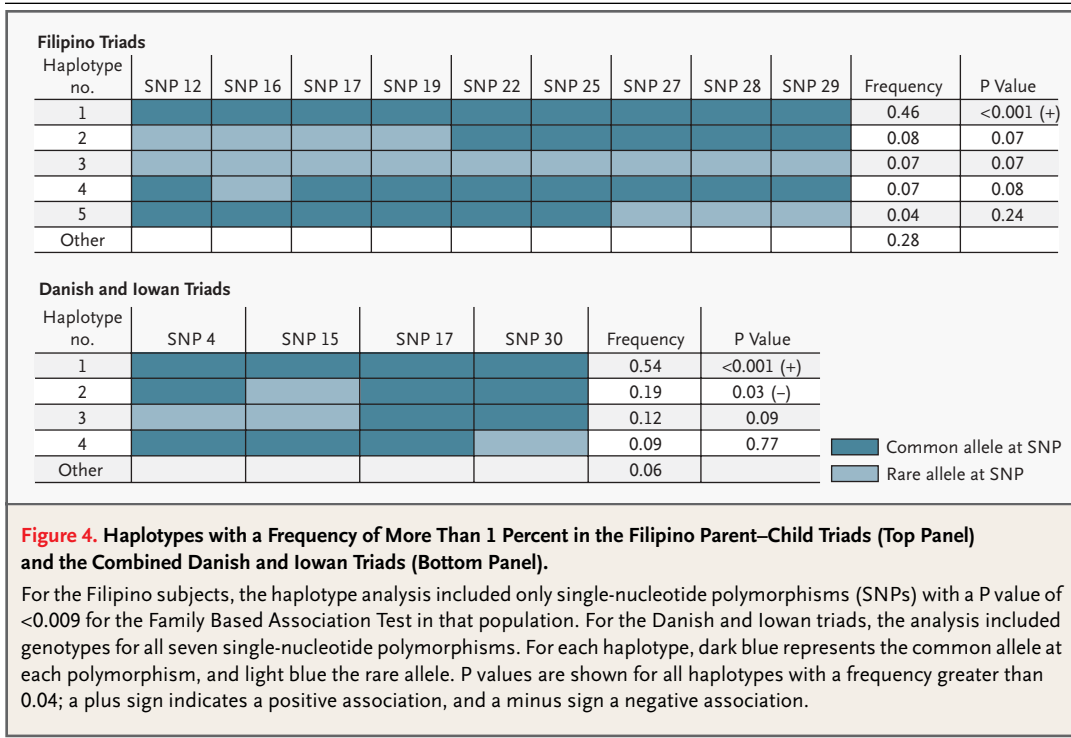 Filipino Triads
Haplotype no. SNP 12 SNP 16 SNP 17 SNP 19 SNP 22 SNP 25 SNP 27 SNP 28 SNP 29 Frequency P Value
1 0.46 <0.001 (+)
2 0.08 0.07
3 0.07 0.07
4 0.07 0.08
5 0.04 0.24
Other 0.28
Danish and Iowan Triads
Haplotype no. SNP 4 SNP 15 SNP 17 SNP 30 Frequency P Value
1 0.54 <0.001 (+)
2 0.19 0.03 (–)
3 0.12 0.09
4 0.09 0.77
Other 0.06
Common allele at SNP
Rare allele at SNP
Figure 4. Haplotypes with a Frequency of More Than 1 Percent in the Filipino Parent–Child Triads (Top Panel)
and the Combined Danish and Iowan Triads (Bottom Panel).
For the Filipino subjects, the haplotype analysis included only single-nucleotide polymorphisms (SNPs) with a P value of
<0.009 for the Family Based Association Test in that population. For the Danish and Iowan triads, the analysis included
genotypes for all seven single-nucleotide polymorphisms. For each haplotype, dark blue represents the common allele at
each polymorphism, and light blue the rare allele. P values are shown for all haplotypes with a frequency greater than
0.04; a plus sign indicates a positive association, and a minus sign a negative association.